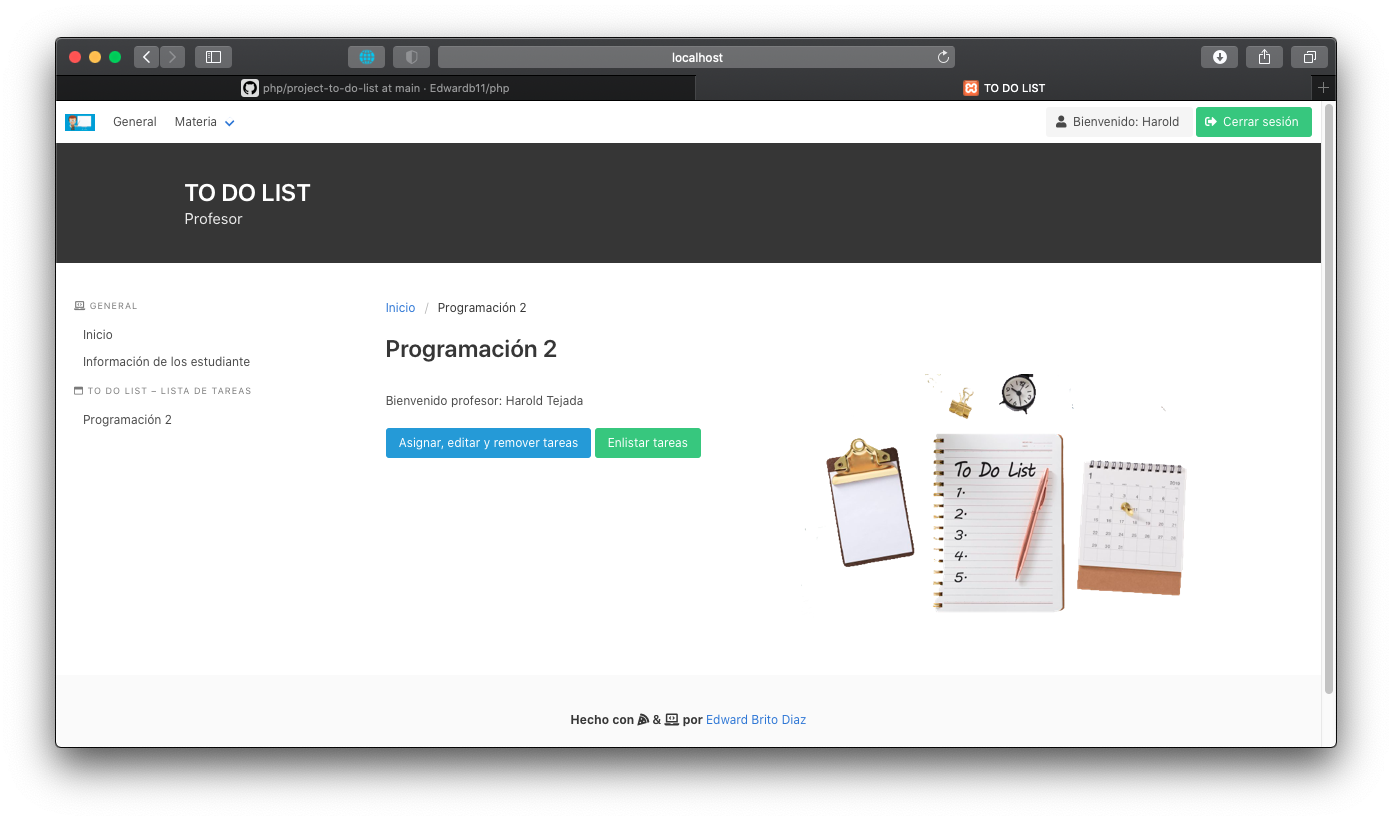 localhost
php/project-to-do-list at main · Edwardb11/php
TO DO LIST
General
Materia
Bienvenido: Harold
Cerrar sesión
TO DO LIST
Profesor
GENERAL
Inicio
Información de los estudiante
TO DO LIST – LISTA DE TAREAS
Programación 2
Inicio / Programación 2
Programación 2
Bienvenido profesor: Harold Tejada
Asignar, editar y remover tareas
Enlistar tareas
To Do List
1.
2.
3.
4.
5.
Hecho con & por Edward Brito Diaz